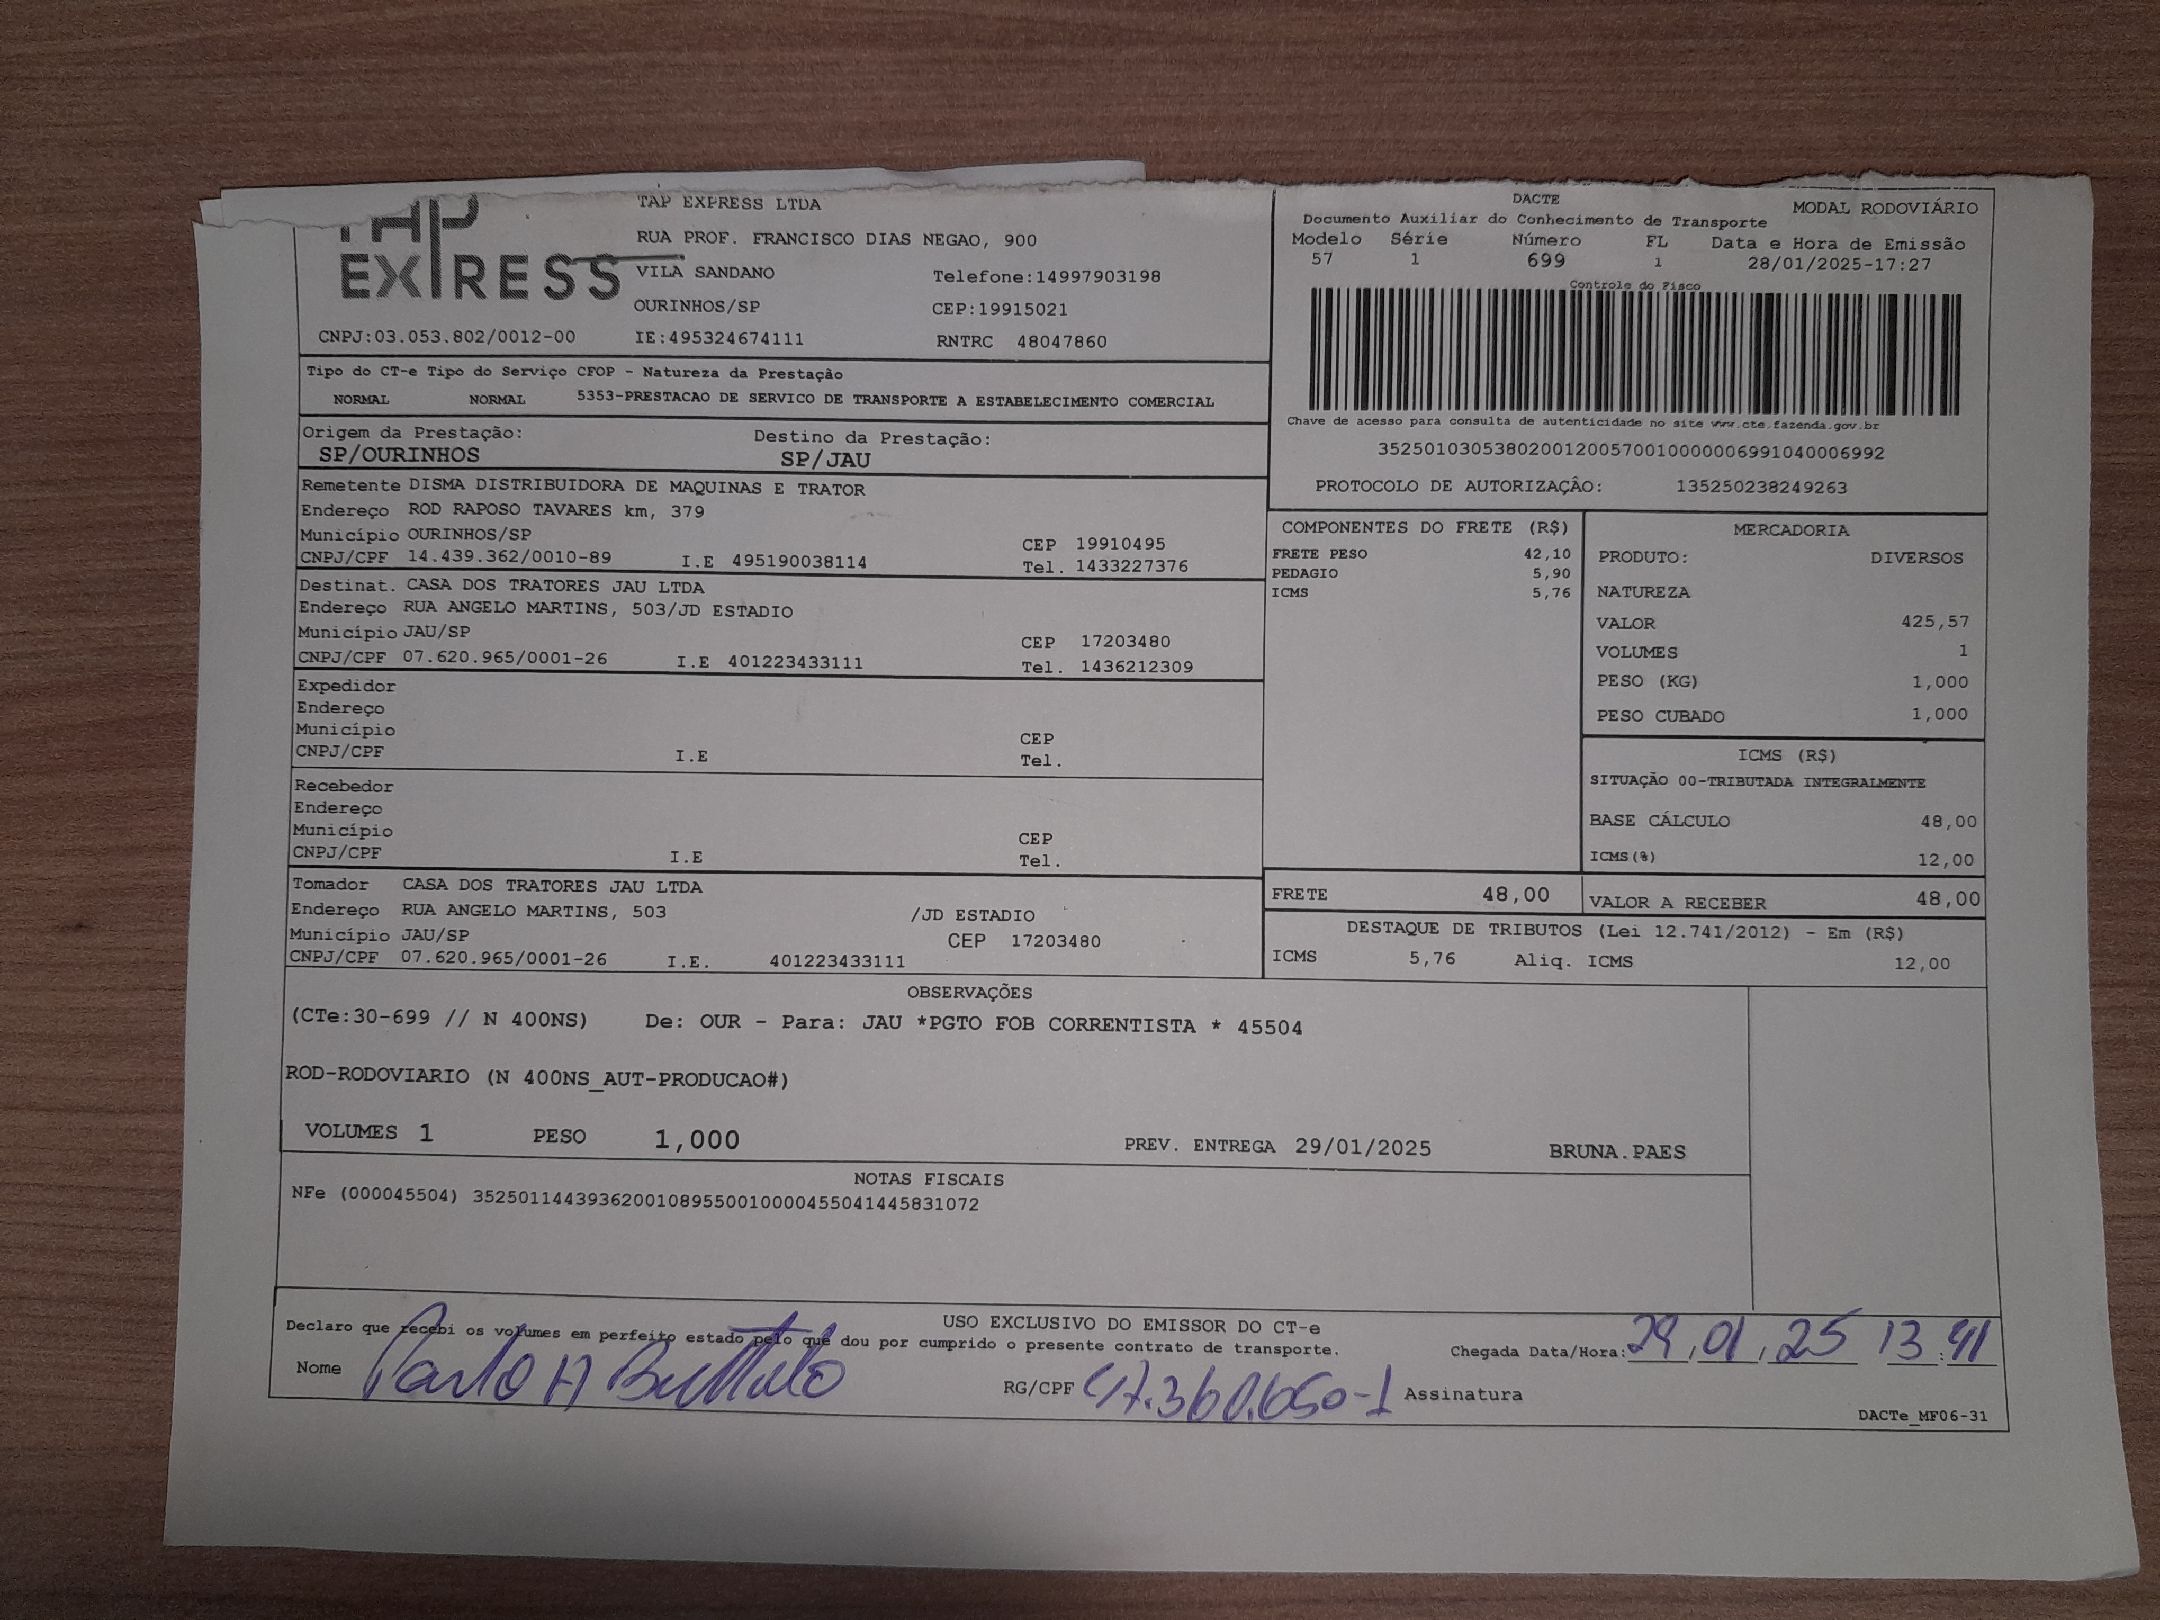 TAP
EXPRESS
CNPJ:03.053.802/0012-00
TAP EXPRESS LTDA
RUA PROF. FRANCISCO DIAS NEGAO, 900
VILA SANDANO Telefone:14997903198
OURINHOS/SP CEP:19915021
IE:495324674111 RNTRC 48047860
DACTE
MODAL RODOVIÁRIO
Documento Auxiliar do Conhecimento de Transporte
Modelo Série Número FL Data e Hora de Emissão
57 1 699 1 28/01/2025-17:27
Controle do Fisco
Chave de acesso para consulta de autenticidade no site www.cte.fazenda.gov.br
35250103053802001200570010000006991040006992
PROTOCOLO DE AUTORIZAÇÃO: 135250238249263
Tipo do CT-e Tipo do Serviço CFOP - Natureza da Prestação
NORMAL NORMAL 5353-PRESTACAO DE SERVICO DE TRANSPORTE A ESTABELECIMENTO COMERCIAL
Origem da Prestação: Destino da Prestação:
SP/OURINHOS SP/JAU
Remetente DISMA DISTRIBUIDORA DE MAQUINAS E TRATOR
Endereço ROD RAPOSO TAVARES km, 379
Município OURINHOS/SP CEP 19910495
CNPJ/CPF 14.439.362/0010-89 I.E 495190038114 Tel. 1433227376
Destinat. CASA DOS TRATORES JAU LTDA
Endereço RUA ANGELO MARTINS, 503/JD ESTADIO
Município JAU/SP CEP 17203480
CNPJ/CPF 07.620.965/0001-26 I.E 401223433111 Tel. 1436212309
Expedidor
Endereço
Município CEP
CNPJ/CPF I.E Tel.
Recebedor
Endereço
Município CEP
CNPJ/CPF I.E Tel.
Tomador CASA DOS TRATORES JAU LTDA
Endereço RUA ANGELO MARTINS, 503 /JD ESTADIO
Município JAU/SP CEP 17203480
CNPJ/CPF 07.620.965/0001-26 I.E. 401223433111
COMPONENTES DO FRETE (R$)
FRETE PESO 42,10
PEDAGIO 5,90
ICMS 5,76
MERCADORIA
PRODUTO: DIVERSOS
NATUREZA
VALOR 425,57
VOLUMES 1
PESO (KG) 1,000
PESO CUBADO 1,000
ICMS (R$)
SITUAÇÃO 00-TRIBUTADA INTEGRALMENTE
BASE CÁLCULO 48,00
ICMS(%) 12,00
FRETE 48,00 VALOR A RECEBER 48,00
DESTAQUE DE TRIBUTOS (Lei 12.741/2012) - Em (R$)
ICMS 5,76 Aliq. ICMS 12,00
OBSERVAÇÕES
(CTe:30-699 // N 400NS) De: OUR - Para: JAU *PGTO FOB CORRENTISTA * 45504
ROD-RODOVIARIO (N 400NS_AUT-PRODUCAO#)
VOLUMES 1 PESO 1,000 PREV. ENTREGA 29/01/2025 BRUNA.PAES
NOTAS FISCAIS
NFe (000045504) 35250114439362001089550010000455041445831072
USO EXCLUSIVO DO EMISSOR DO CT-e
Declaro que recebi os volumes em perfeito estado pelo que dou por cumprido o presente contrato de transporte. Chegada Data/Hora: 29,01,25 13:41
Nome RG/CPF 47.360.650-1 Assinatura
DACTe_MF06-31